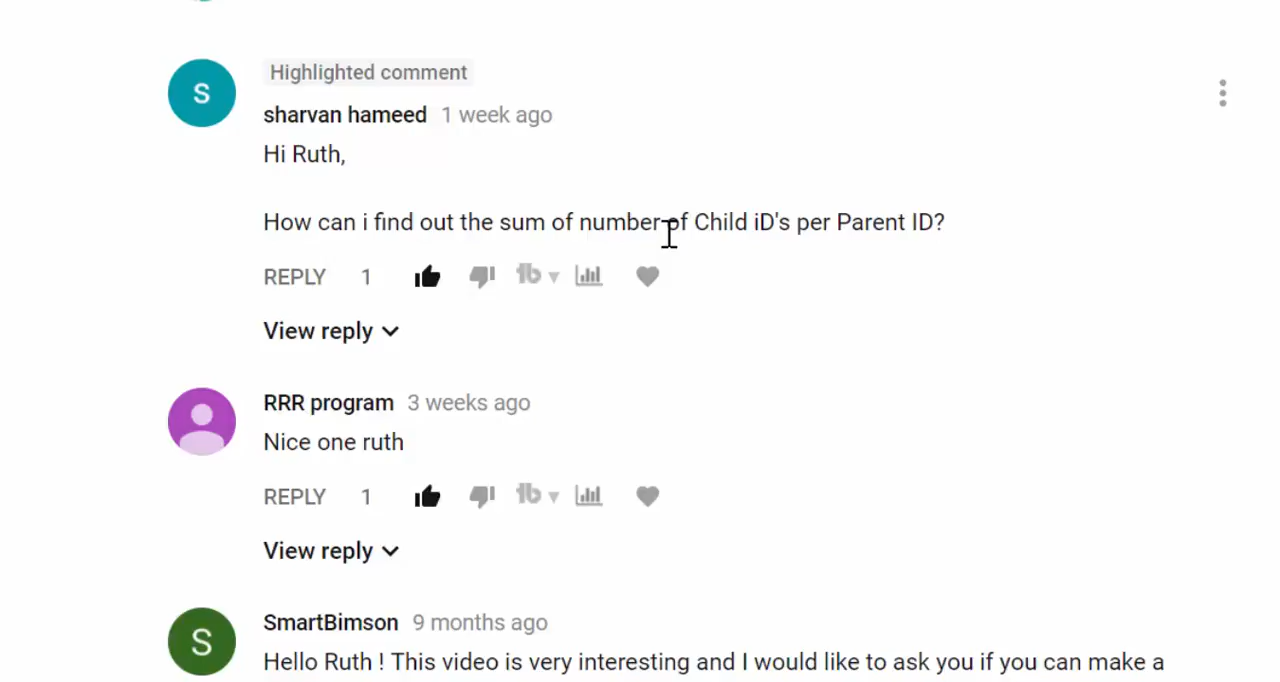 Highlighted comment
S
sharvan hameed 1 week ago
Hi Ruth,
How can i find out the sum of number of Child iD's per Parent ID?
REPLY 1
View reply
RRR program 3 weeks ago
Nice one ruth
REPLY 1
View reply
S
SmartBimson 9 months ago
Hello Ruth ! This video is very interesting and I would like to ask you if you can make a